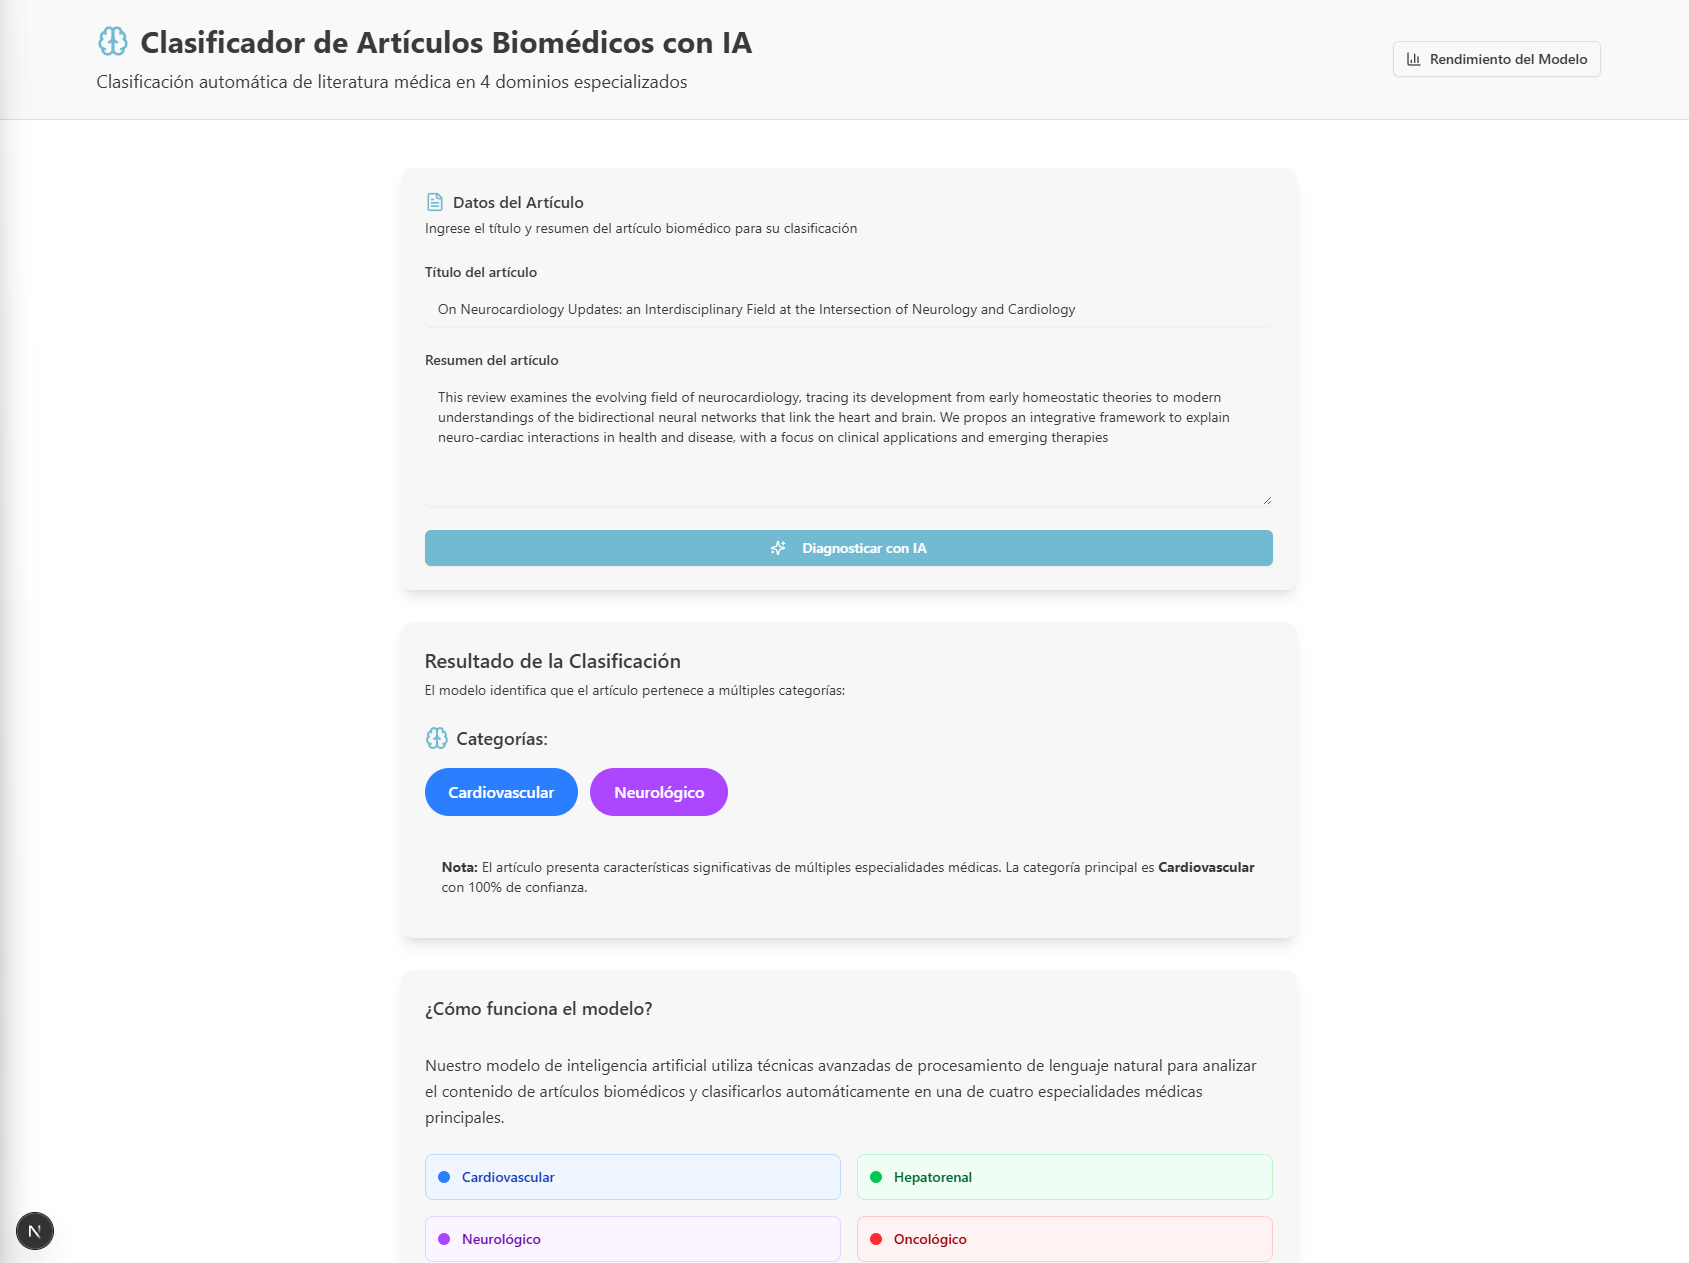 Clasificador de Artículos Biomédicos con IA
Clasificación automática de literatura médica en 4 dominios especializados
Rendimiento del Modelo
Datos del Artículo
Ingrese el título y resumen del artículo biomédico para su clasificación
Título del artículo
On Neurocardiology Updates: an Interdisciplinary Field at the Intersection of Neurology and Cardiology
Resumen del artículo
This review examines the evolving field of neurocardiology, tracing its development from early homeostatic theories to modern
understandings of the bidirectional neural networks that link the heart and brain. We propos an integrative framework to explain
neuro-cardiac interactions in health and disease, with a focus on clinical applications and emerging therapies
Diagnosticar con IA
Resultado de la Clasificación
El modelo identifica que el artículo pertenece a múltiples categorías:
Categorías:
Cardiovascular Neurológico
Nota: El artículo presenta características significativas de múltiples especialidades médicas. La categoría principal es Cardiovascular
con 100% de confianza.
¿Cómo funciona el modelo?
Nuestro modelo de inteligencia artificial utiliza técnicas avanzadas de procesamiento de lenguaje natural para analizar
el contenido de artículos biomédicos y clasificarlos automáticamente en una de cuatro especialidades médicas
principales.
Cardiovascular Hepatorenal
Neurológico Oncológico
N